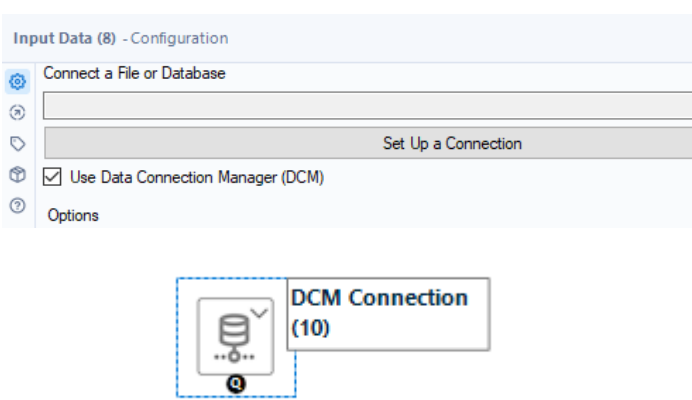 Input Data (8) - Configuration
Connect a File or Database
Set Up a Connection
Use Data Connection Manager (DCM)
Options
DCM Connection
(10)
Q